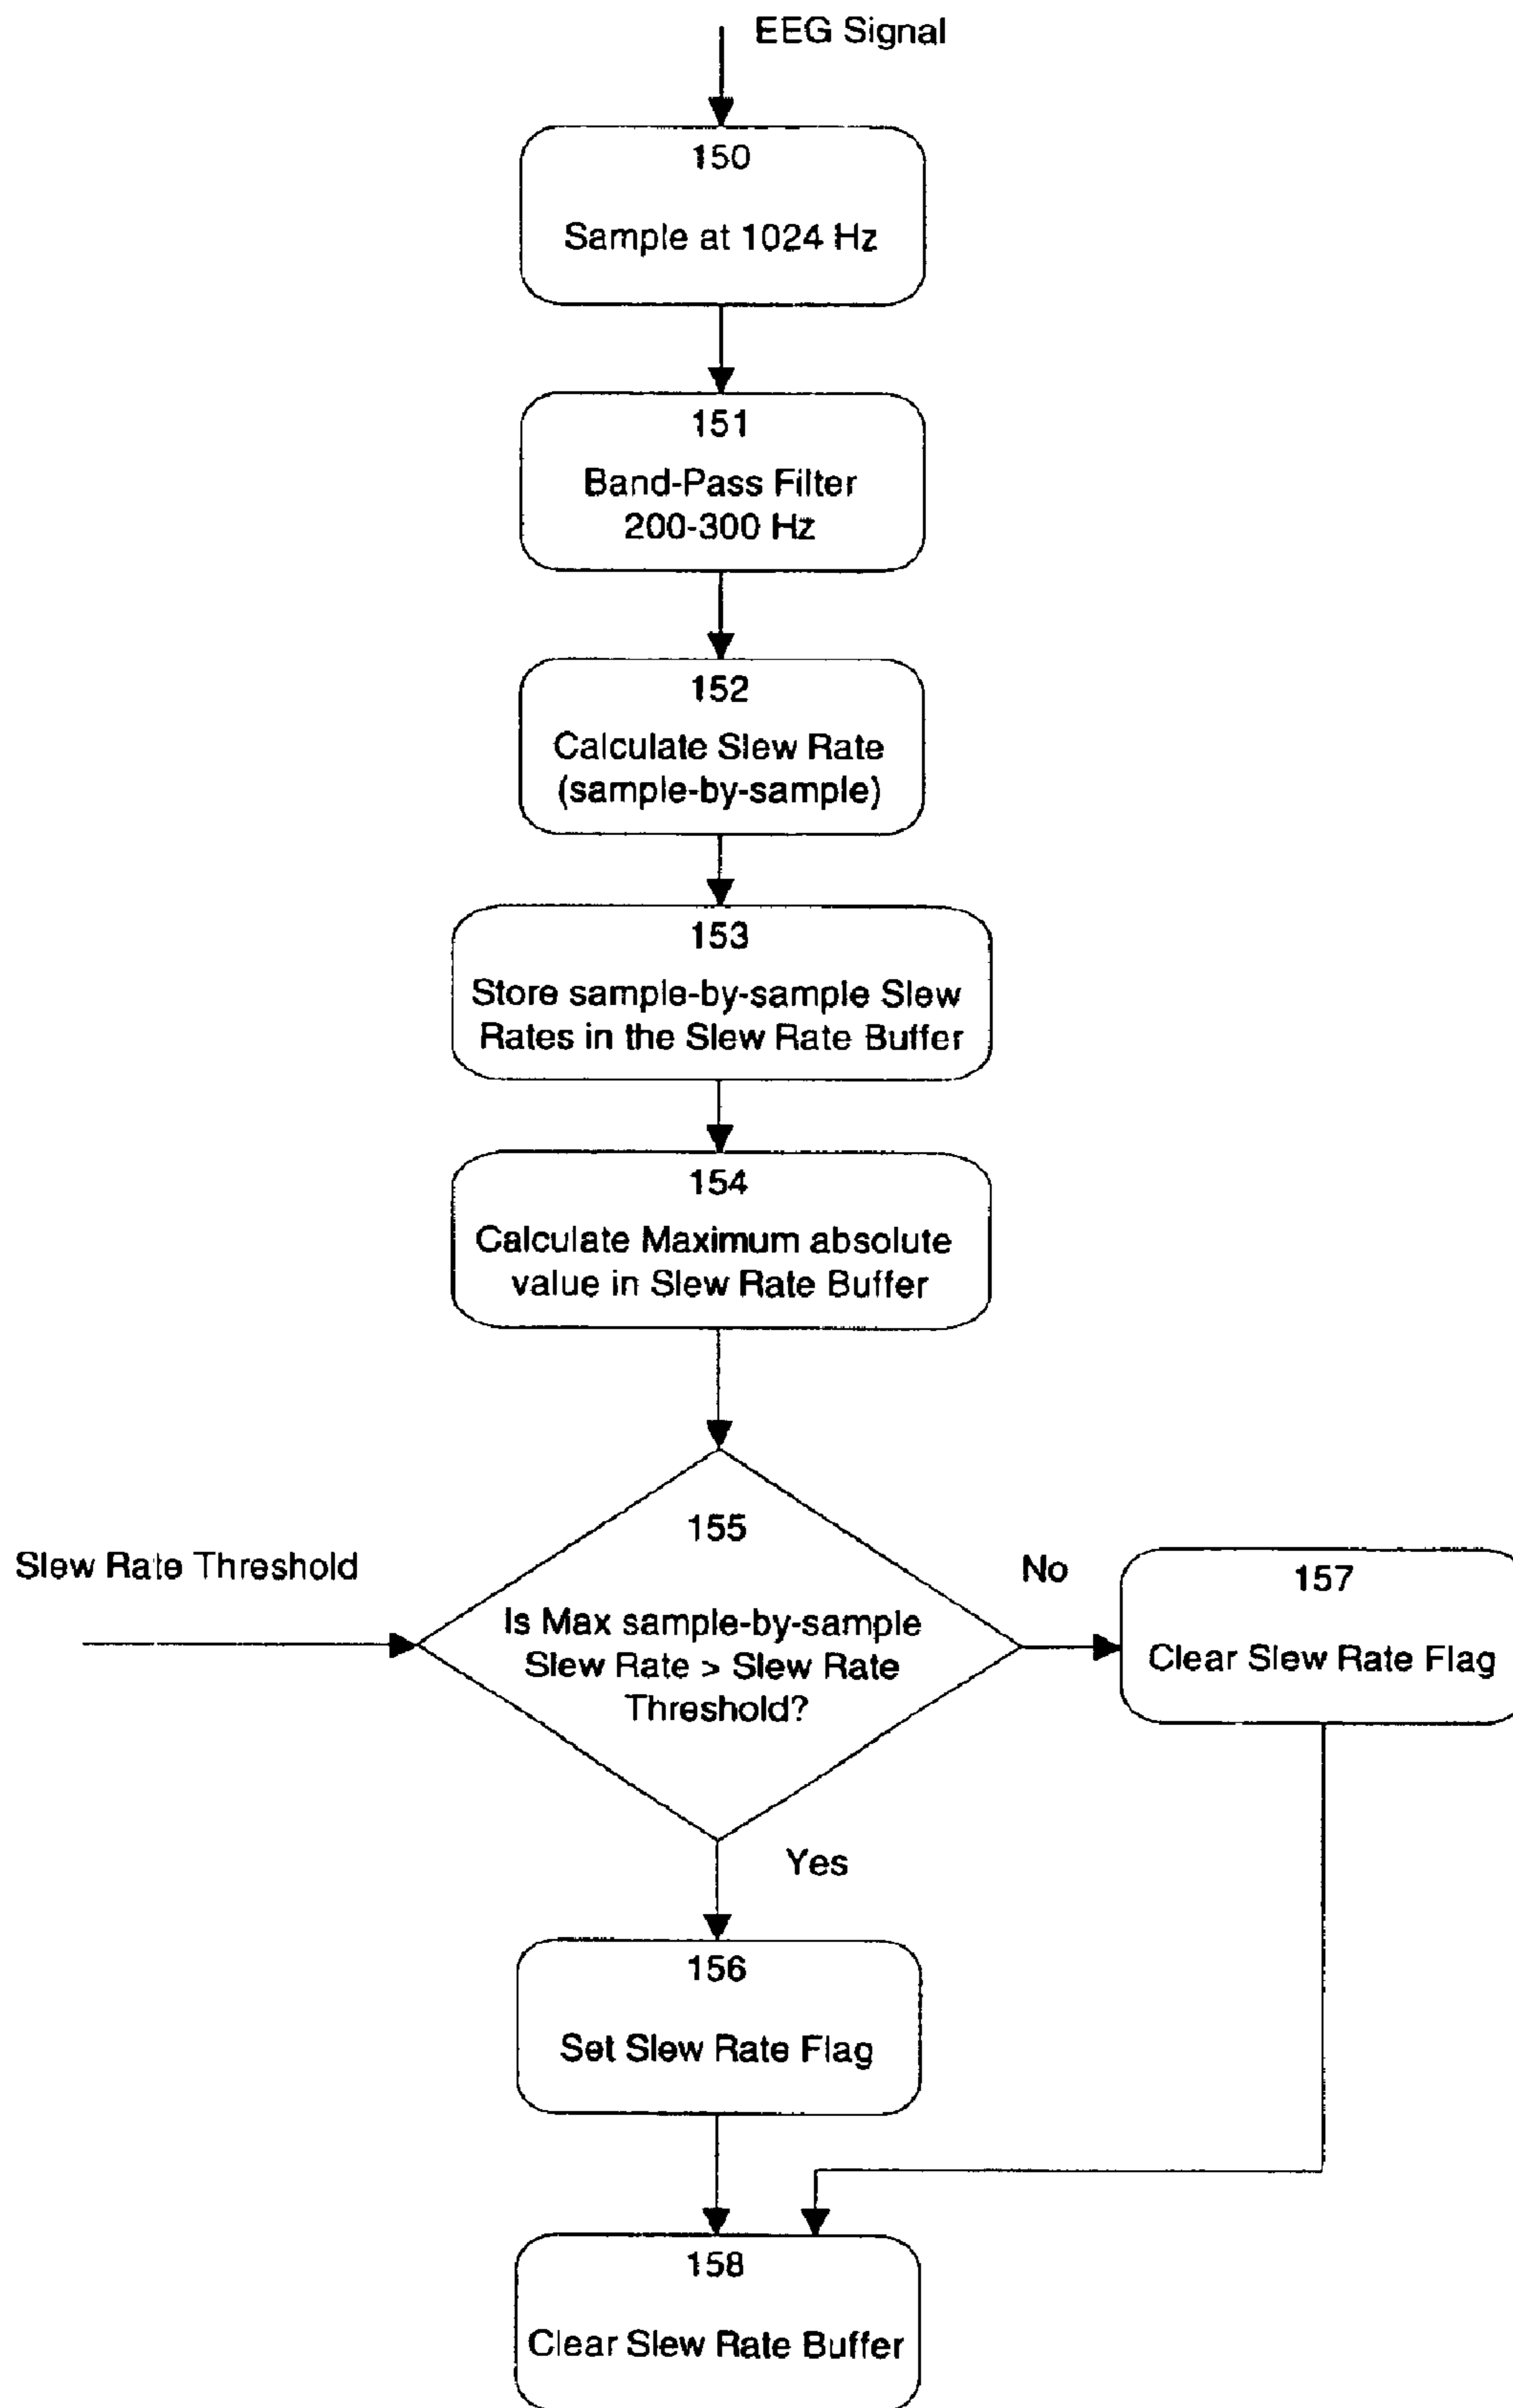 EEG Signal
150
Sample at 1024 Hz
151
Band-Pass Filter
200-300 Hz
152
Calculate Slew Rate
(sample-by-sample)
153
Store sample-by-sample Slew
Rates in the Slew Rate Buffer
154
Calculate Maximum absolute
value in Slew Rate Buffer
155
Slew Rate Threshold
Is Max sample-by-sample
Slew Rate > Slew Rate
Threshold?
No
157
Clear Slew Rate Flag
Yes
156
Set Slew Rate Flag
158
Clear Slew Rate Buffer